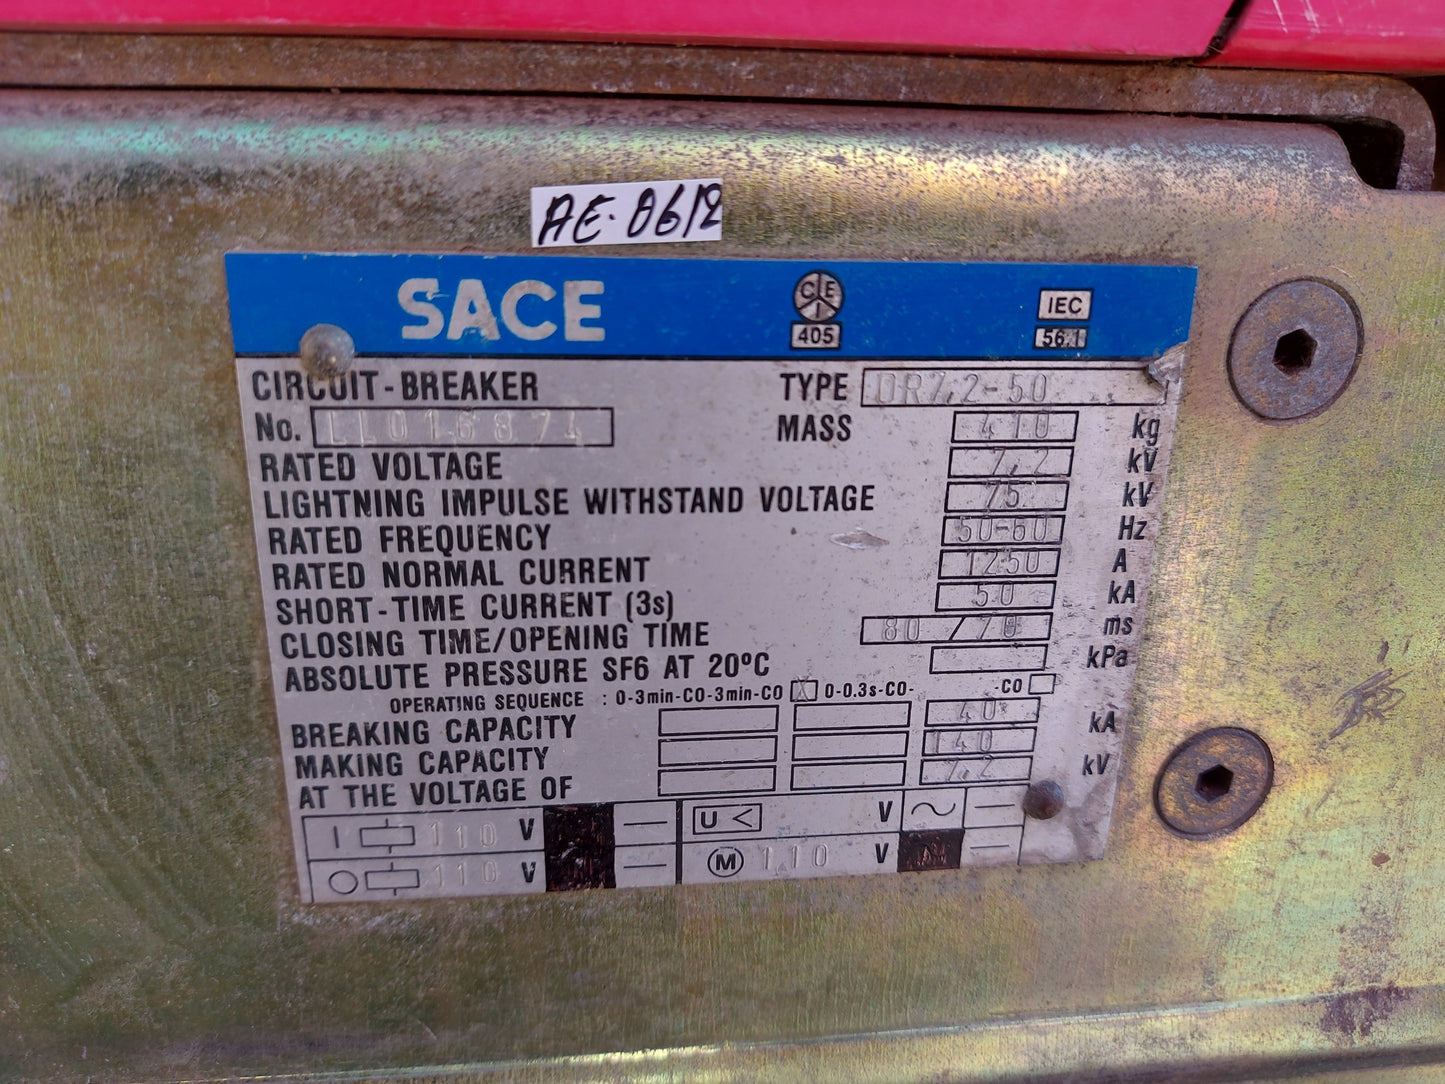 AE-0612
SACE
CEI
405
IEC
56.1
CIRCUIT-BREAKER TYPE DR7,2-50
No. LL016874 MASS 410 kg
RATED VOLTAGE 7,2 kV
LIGHTNING IMPULSE WITHSTAND VOLTAGE 75 kV
RATED FREQUENCY 50-60 Hz
RATED NORMAL CURRENT 1250 A
SHORT-TIME CURRENT (3s) 50 kA
CLOSING TIME/OPENING TIME 80 /70 ms
ABSOLUTE PRESSURE SF6 AT 20°C kPa
OPERATING SEQUENCE : O-3min-CO-3min-CO X O-0.3s-CO- -CO
BREAKING CAPACITY 40 kA
MAKING CAPACITY 140
AT THE VOLTAGE OF 7,2 kV
I 110 V U < V
O 110 V M 110 V